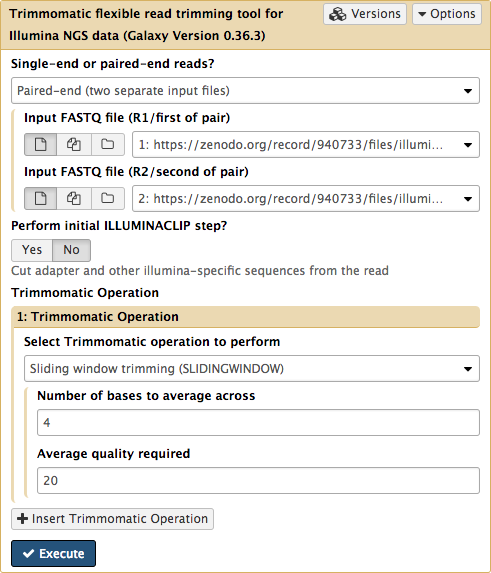 Trimmomatic flexible read trimming tool for
Illumina NGS data (Galaxy Version 0.36.3)
Versions
Options
Single-end or paired-end reads?
Paired-end (two separate input files)
Input FASTQ file (R1/first of pair)
1: https://zenodo.org/record/940733/files/illumi...
Input FASTQ file (R2/second of pair)
2: https://zenodo.org/record/940733/files/illumi...
Perform initial ILLUMINACLIP step?
Yes No
Cut adapter and other illumina-specific sequences from the read
Trimmomatic Operation
1: Trimmomatic Operation
Select Trimmomatic operation to perform
Sliding window trimming (SLIDINGWINDOW)
Number of bases to average across
4
Average quality required
20
Insert Trimmomatic Operation
Execute